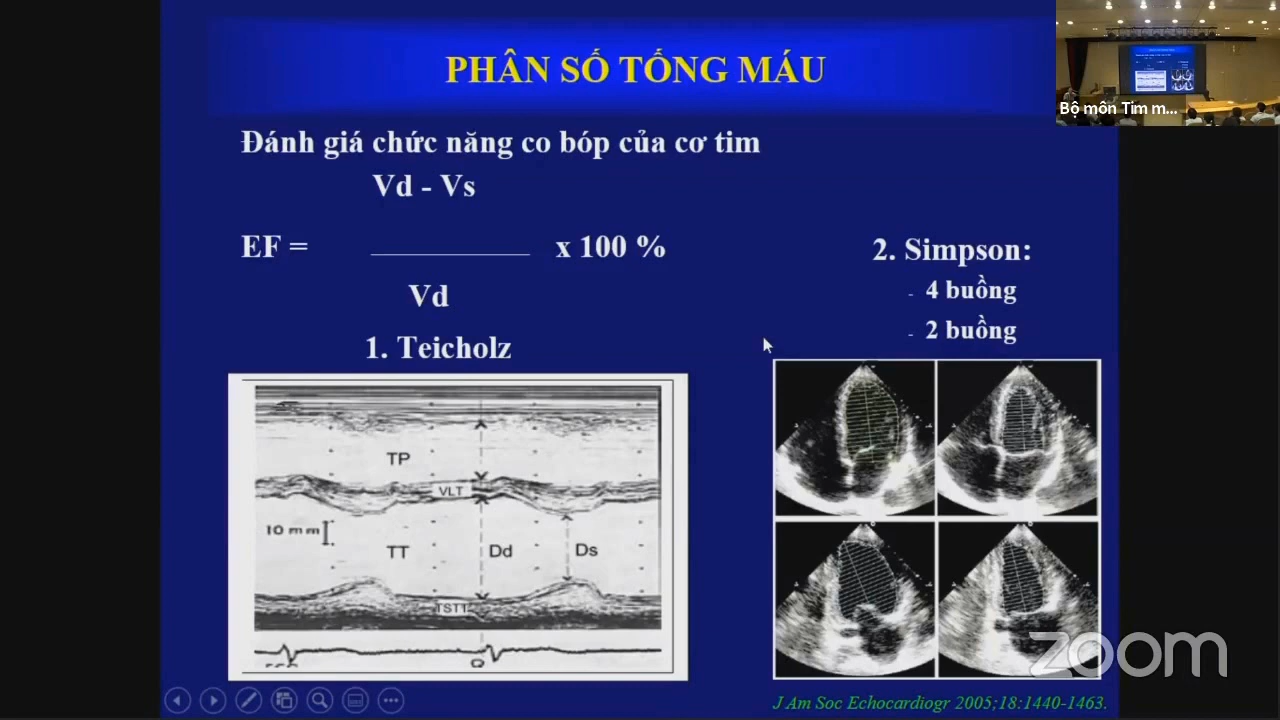 PHÂN SỐ TỐNG MÁU
Bộ môn Tim m...
Đánh giá chức năng co bóp của cơ tim
Vd - Vs
EF = x 100 %
Vd
1. Teicholz
2. Simpson:
- 4 buồng
- 2 buồng
TP
VLT
10 mm
TT
Dd
Ds
TSTT
Q
zoom
J Am Soc Echocardiogr 2005;18:1440-1463.